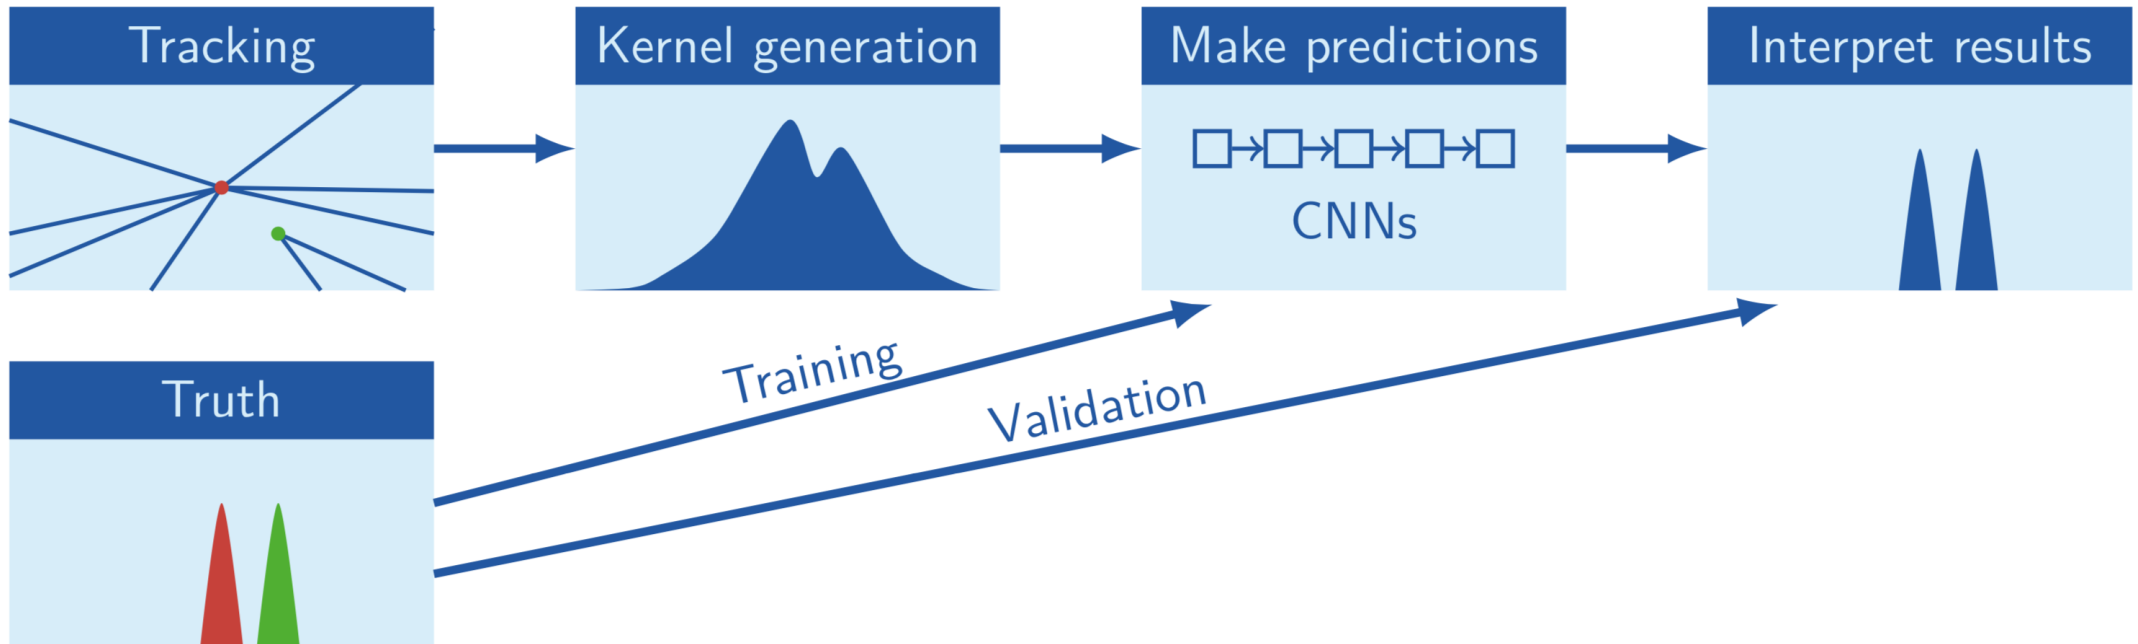 Tracking
Kernel generation
Make predictions
Interpret results
CNNs
Training
Validation
Truth